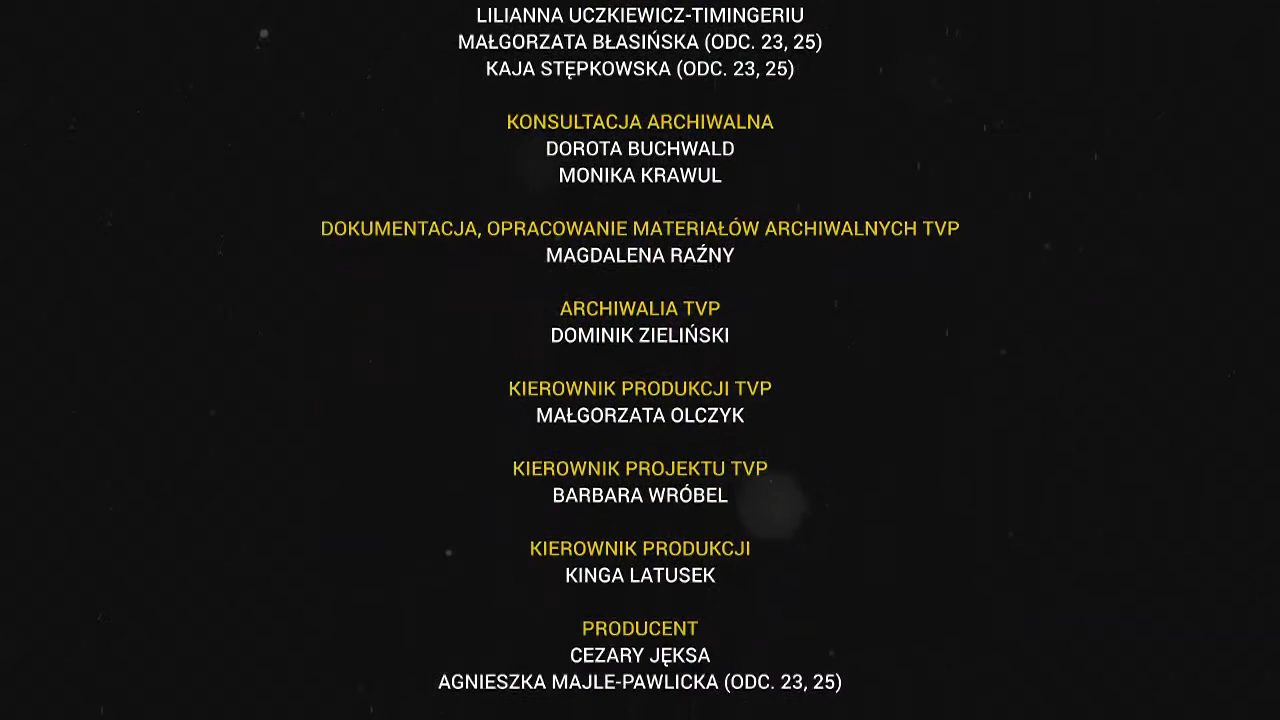 LILIANNA UCZKIEWICZ-TIMINGERIU
MAŁGORZATA BŁASIŃSKA (ODC. 23, 25)
KAJA STĘPKOWSKA (ODC. 23, 25)
KONSULTACJA ARCHIWALNA
DOROTA BUCHWALD
MONIKA KRAWUL
DOKUMENTACJA, OPRACOWANIE MATERIAŁÓW ARCHIWALNYCH TVP
MAGDALENA RAŹNY
ARCHIWALIA TVP
DOMINIK ZIELIŃSKI
KIEROWNIK PRODUKCJI TVP
MAŁGORZATA OLCZYK
KIEROWNIK PROJEKTU TVP
BARBARA WRÓBEL
KIEROWNIK PRODUKCJI
KINGA LATUSEK
PRODUCENT
CEZARY JĘKSA
AGNIESZKA MAJLE-PAWLICKA (ODC. 23, 25)